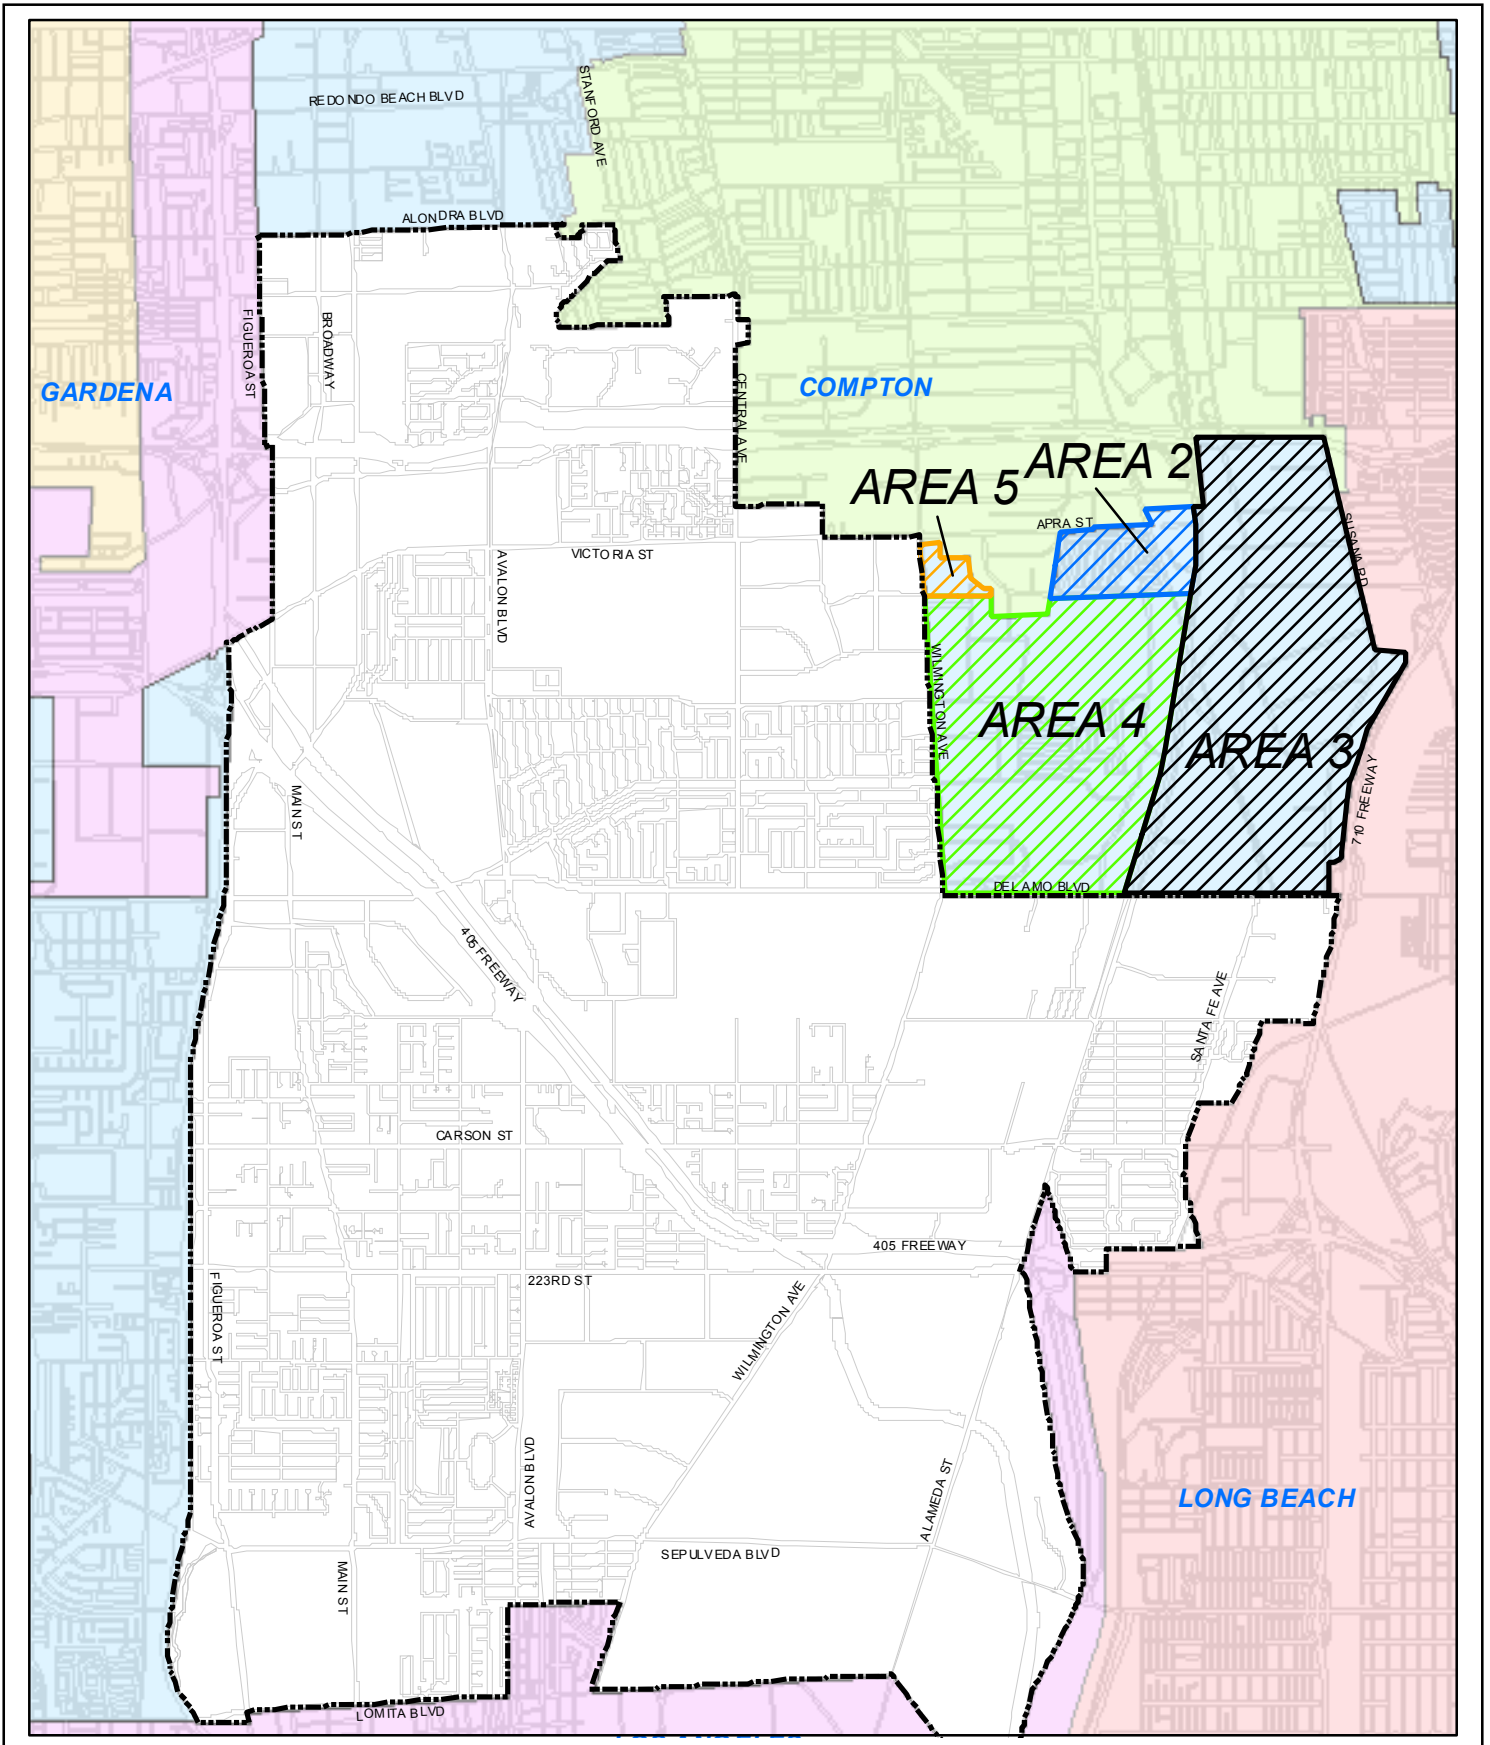 REDONDO BEACH BLVD
STANFORD AVE
ALONDRA BLVD
FIGUEROA ST
BROADWAY
GARDENA
COMPTON
CENTRAL AVE
AREA 5
AREA 2
APRA ST
SUSANA RD
VICTORIA ST
AVALON BLVD
WILMINGTON AVE
AREA 4
AREA 3
710 FREEWAY
MAIN ST
DEL AMO BLVD
405 FREEWAY
SANTA FE AVE
CARSON ST
405 FREEWAY
223RD ST
FIGUEROA ST
WILMINGTON AVE
AVALON BLVD
ALAMEDA ST
LONG BEACH
SEPULVEDA BLVD
MAIN ST
LOMITA BLVD